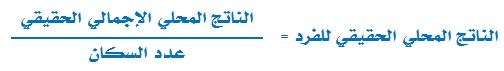 الناتج المحلي الحقيقي للفرد =
الناتج المحلي الإجمالي الحقيقي
عدد السكان